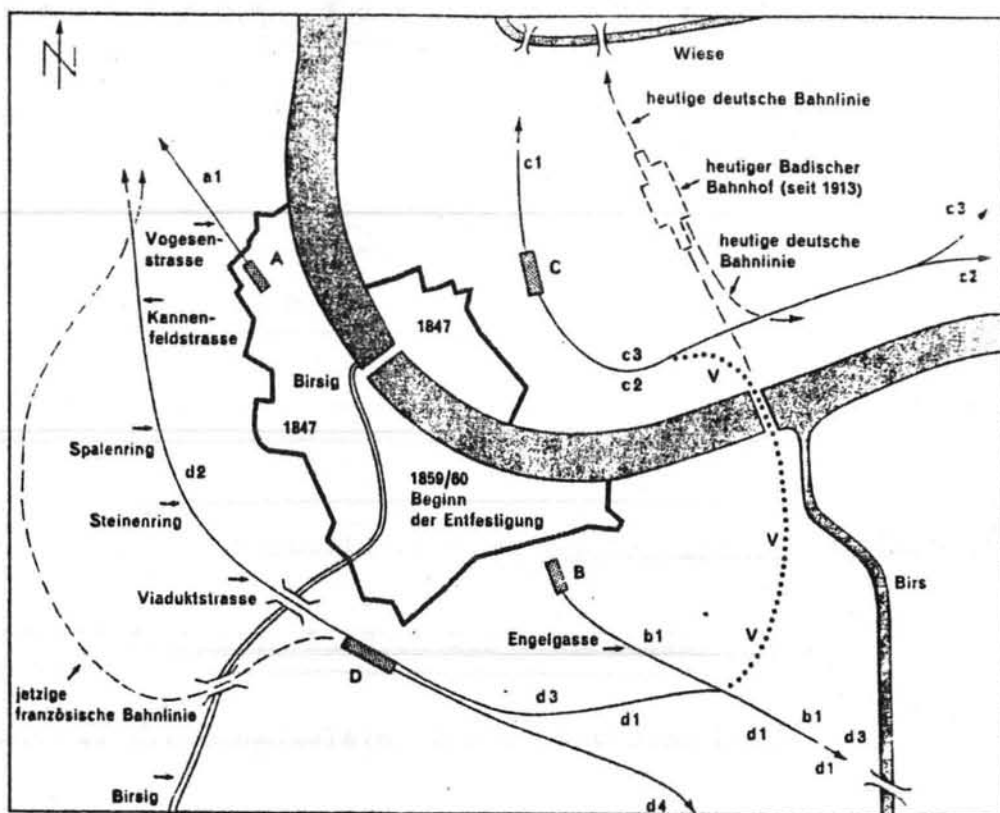 N
Wiese
heutige deutsche Bahnlinie
heutiger Badischer
Bahnhof (seit 1913)
c1
a1
c3
Vogesen-
strasse
A
C
heutige deutsche
Bahnlinie
c2
Kannen-
feldstrasse
1847
c3
c2
V
Birsig
1847
Spalenring
d2
1859/60
Beginn
der Entfestigung
Steinenring
V
B
Birs
Viaduktstrasse
Engelgasse
b1
V
D
jetzige
französische Bahnlinie
d3
d1
b1
d1
d3
d1
Birsig
d4